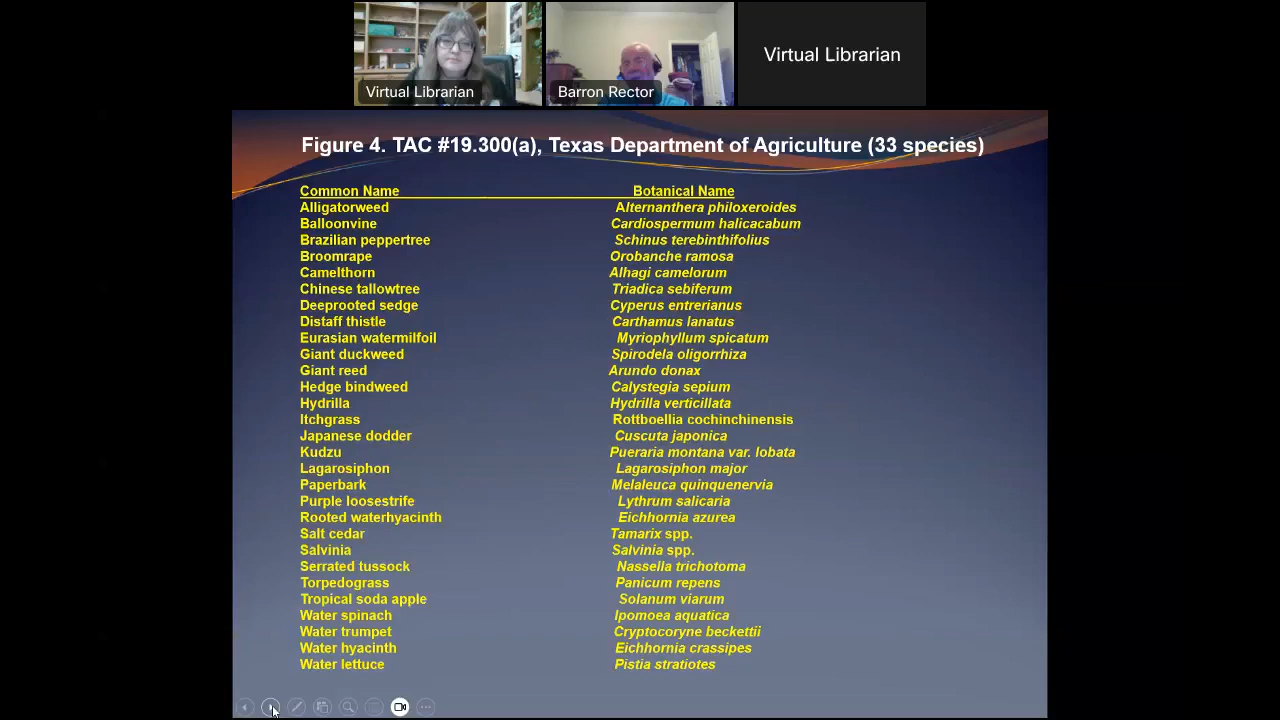 Virtual Librarian
Barron Rector
Virtual Librarian
Figure 4. TAC #19.300(a), Texas Department of Agriculture (33 species)
Common Name Botanical Name
Alligatorweed Alternanthera philoxeroides
Balloonvine Cardiospermum halicacabum
Brazilian peppertree Schinus terebinthifolius
Broomrape Orobanche ramosa
Camelthorn Alhagi camelorum
Chinese tallowtree Triadica sebiferum
Deeprooted sedge Cyperus entrerianus
Distaff thistle Carthamus lanatus
Eurasian watermilfoil Myriophyllum spicatum
Giant duckweed Spirodela oligorrhiza
Giant reed Arundo donax
Hedge bindweed Calystegia sepium
Hydrilla Hydrilla verticillata
Itchgrass Rottboellia cochinchinensis
Japanese dodder Cuscuta japonica
Kudzu Pueraria montana var. lobata
Lagarosiphon Lagarosiphon major
Paperbark Melaleuca quinquenervia
Purple loosestrife Lythrum salicaria
Rooted waterhyacinth Eichhornia azurea
Salt cedar Tamarix spp.
Salvinia Salvinia spp.
Serrated tussock Nassella trichotoma
Torpedograss Panicum repens
Tropical soda apple Solanum viarum
Water spinach Ipomoea aquatica
Water trumpet Cryptocoryne beckettii
Water hyacinth Eichhornia crassipes
Water lettuce Pistia stratiotes